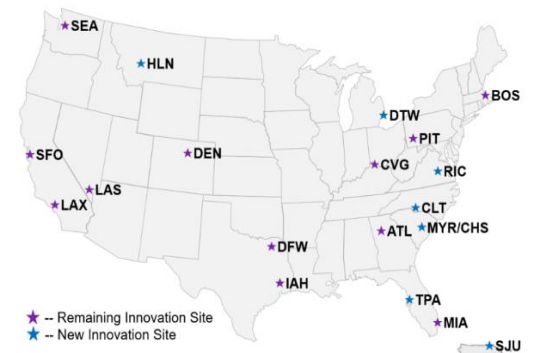 SEA
HLN
BOS
DTW
PIT
SFO
DEN
CVG
RIC
LAS
LAX
CLT
MYR/CHS
ATL
DFW
IAH
TPA
-- Remaining Innovation Site
MIA
-- New Innovation Site
SJU